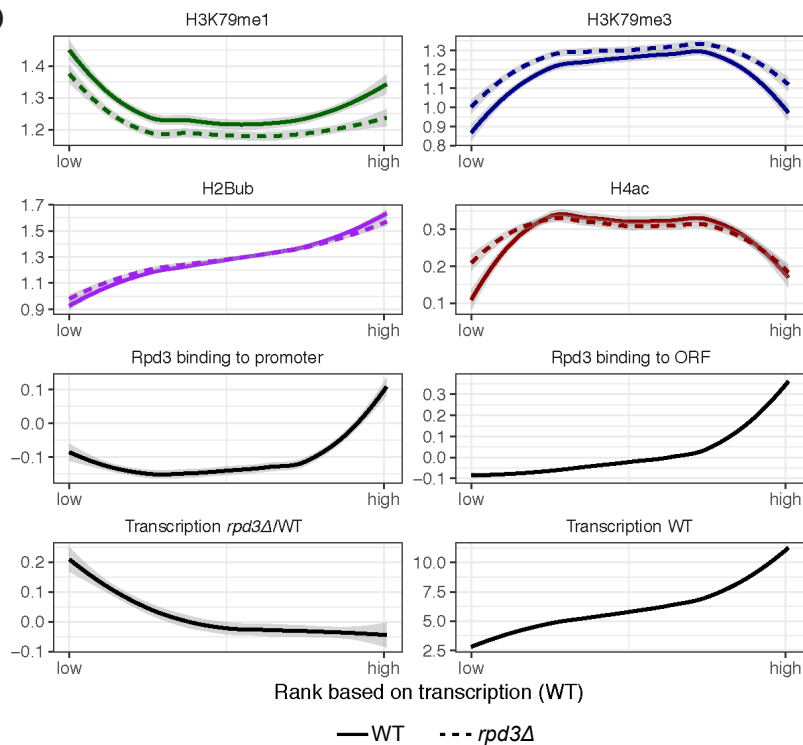 H3K79me1 H3K79me3
1.4
1.3
1.2
low high
1.3
1.2
1.1
1.0
0.9
0.8
low high
H2Bub H4ac
1.7
1.5
1.3
1.1
0.9
low high
0.3
0.2
0.1
low high
Rpd3 binding to promoter Rpd3 binding to ORF
0.1
0.0
−0.1
low high
0.3
0.2
0.1
0.0
−0.1
low high
Transcription rpd3Δ/WT Transcription WT
0.2
0.1
0.0
−0.1
low high
10.0
7.5
5.0
2.5
low high
Rank based on transcription (WT)
WT rpd3Δ